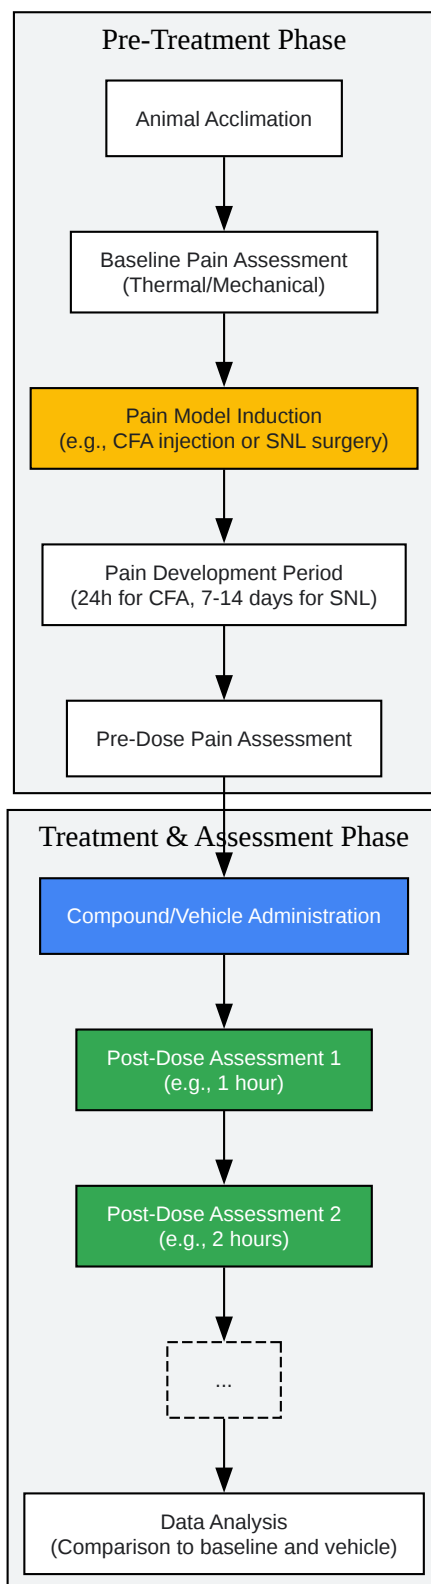 Pre-Treatment Phase
Animal Acclimation
Baseline Pain Assessment
(Thermal/Mechanical)
Pain Model Induction
(e.g., CFA injection or SNL surgery)
Pain Development Period
(24h for CFA, 7-14 days for SNL)
Pre-Dose Pain Assessment
Treatment & Assessment Phase
Compound/Vehicle Administration
Post-Dose Assessment 1
(e.g., 1 hour)
Post-Dose Assessment 2
(e.g., 2 hours)
...
Data Analysis
(Comparison to baseline and vehicle)